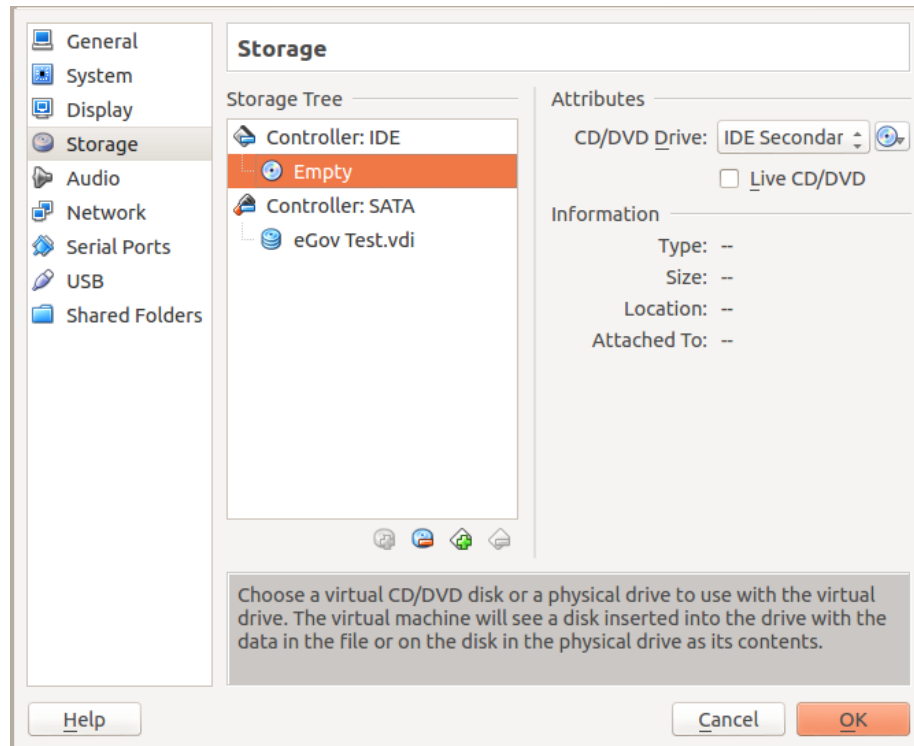 General
System
Display
Storage
Audio
Network
Serial Ports
USB
Shared Folders
Storage
Storage Tree
Controller: IDE
Empty
Controller: SATA
eGov Test.vdi
Attributes
CD/DVD Drive: IDE Secondar
Live CD/DVD
Information
Type: --
Size: --
Location: --
Attached To: --
Choose a virtual CD/DVD disk or a physical drive to use with the virtual
drive. The virtual machine will see a disk inserted into the drive with the
data in the file or on the disk in the physical drive as its contents.
Help
Cancel
OK